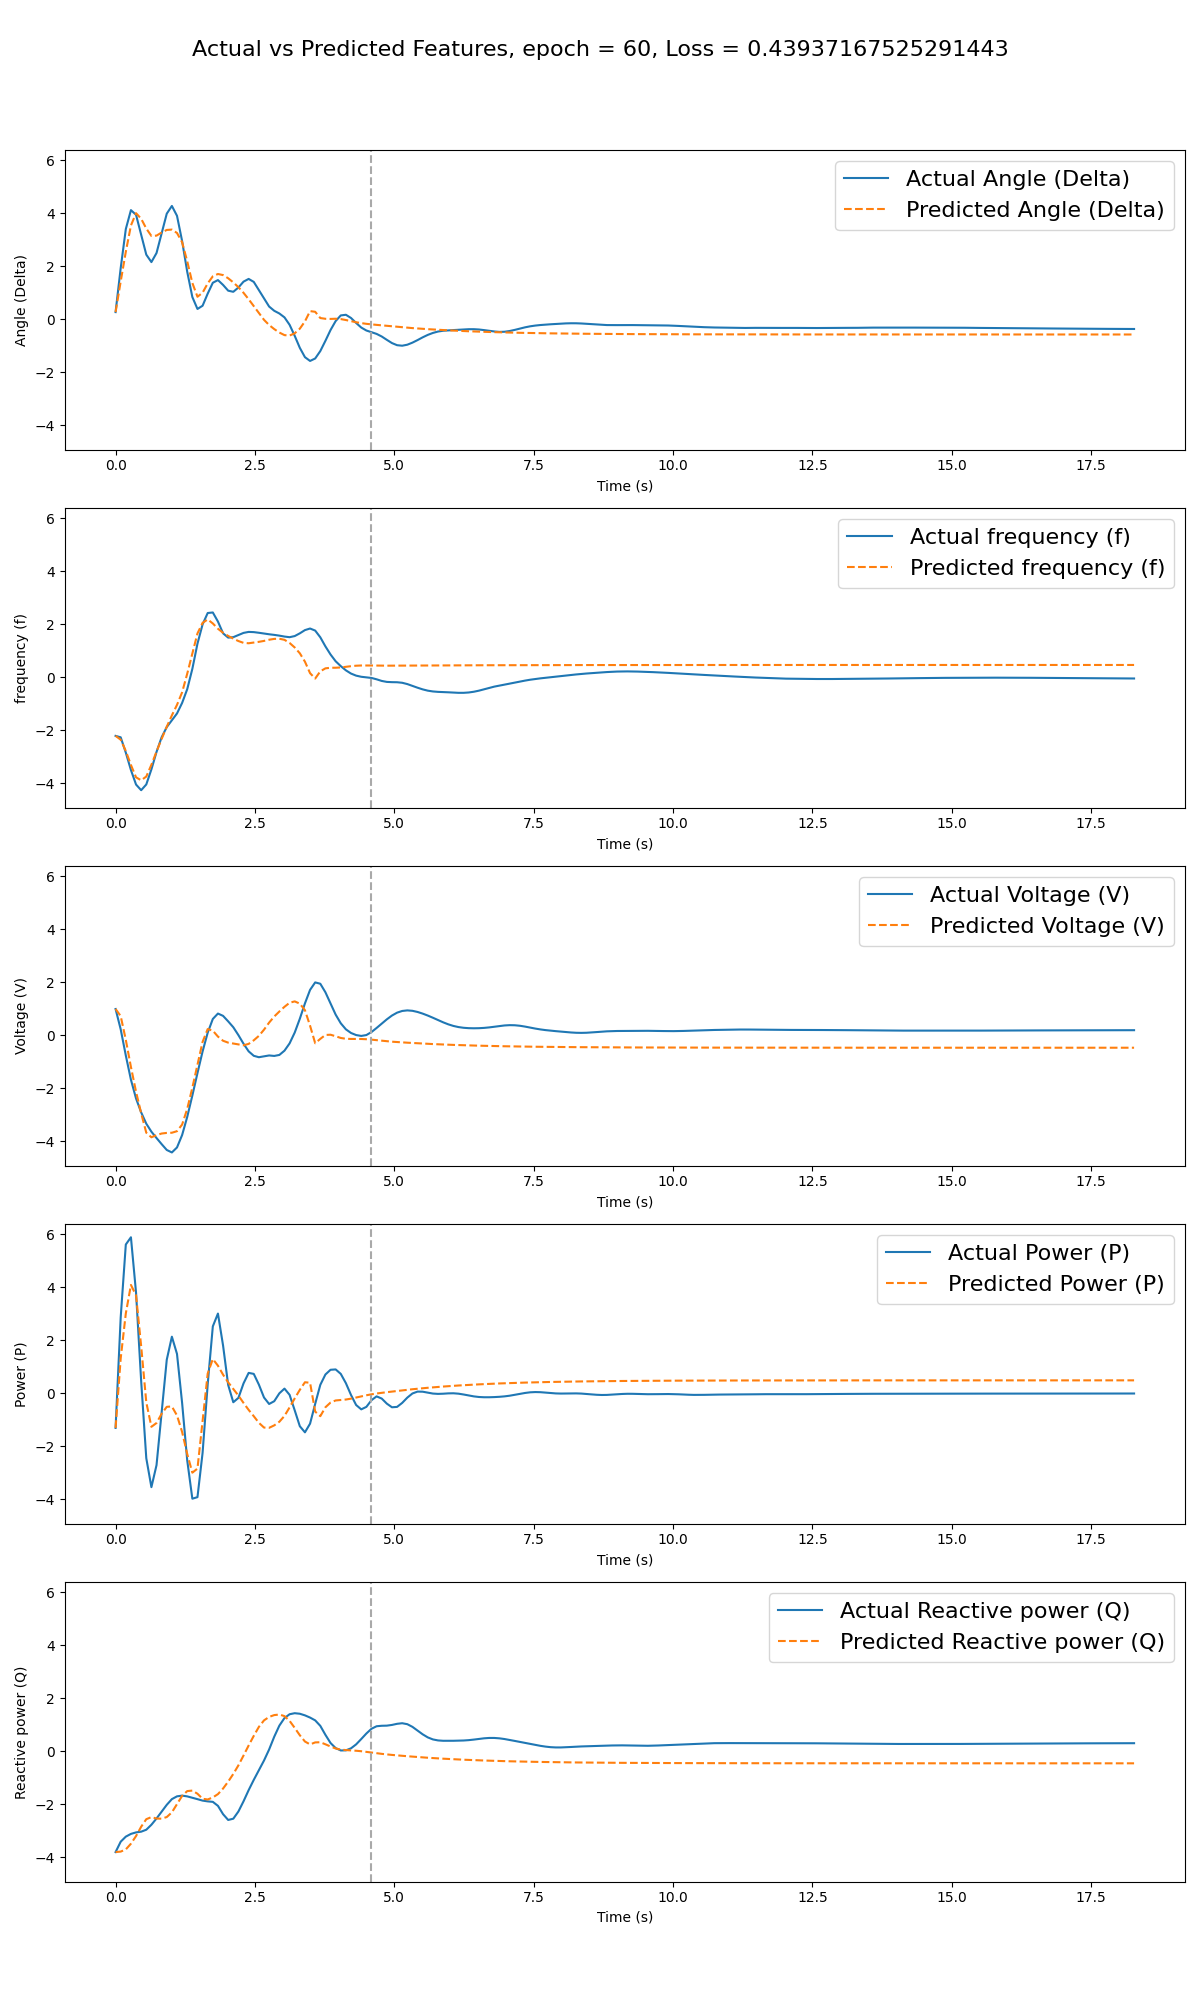 Actual vs Predicted Features, epoch = 60, Loss = 0.43937167525291443
Angle (Delta)
6
4
2
0
−2
−4
Actual Angle (Delta)
Predicted Angle (Delta)
0.0 2.5 5.0 7.5 10.0 12.5 15.0 17.5
Time (s)
frequency (f)
6
4
2
0
−2
−4
Actual frequency (f)
Predicted frequency (f)
0.0 2.5 5.0 7.5 10.0 12.5 15.0 17.5
Time (s)
Voltage (V)
6
4
2
0
−2
−4
Actual Voltage (V)
Predicted Voltage (V)
0.0 2.5 5.0 7.5 10.0 12.5 15.0 17.5
Time (s)
Power (P)
6
4
2
0
−2
−4
Actual Power (P)
Predicted Power (P)
0.0 2.5 5.0 7.5 10.0 12.5 15.0 17.5
Time (s)
Reactive power (Q)
6
4
2
0
−2
−4
Actual Reactive power (Q)
Predicted Reactive power (Q)
0.0 2.5 5.0 7.5 10.0 12.5 15.0 17.5
Time (s)